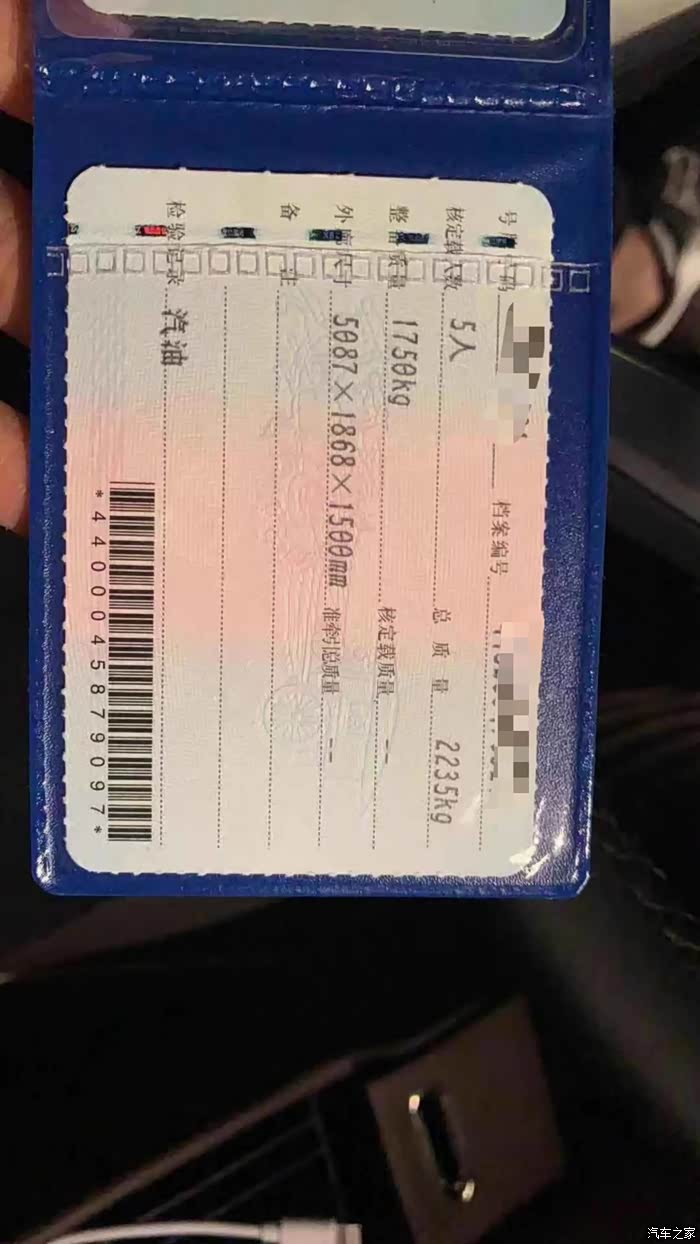 号牌号码 档案编号
核定载人数 5人 总质量 2235kg
整备质量 1750kg 核定载质量 --
外廓尺寸 5087×1868×1500mm 准牵引总质量 --
备注
检验记录 汽油
*4400045879097*
汽车之家